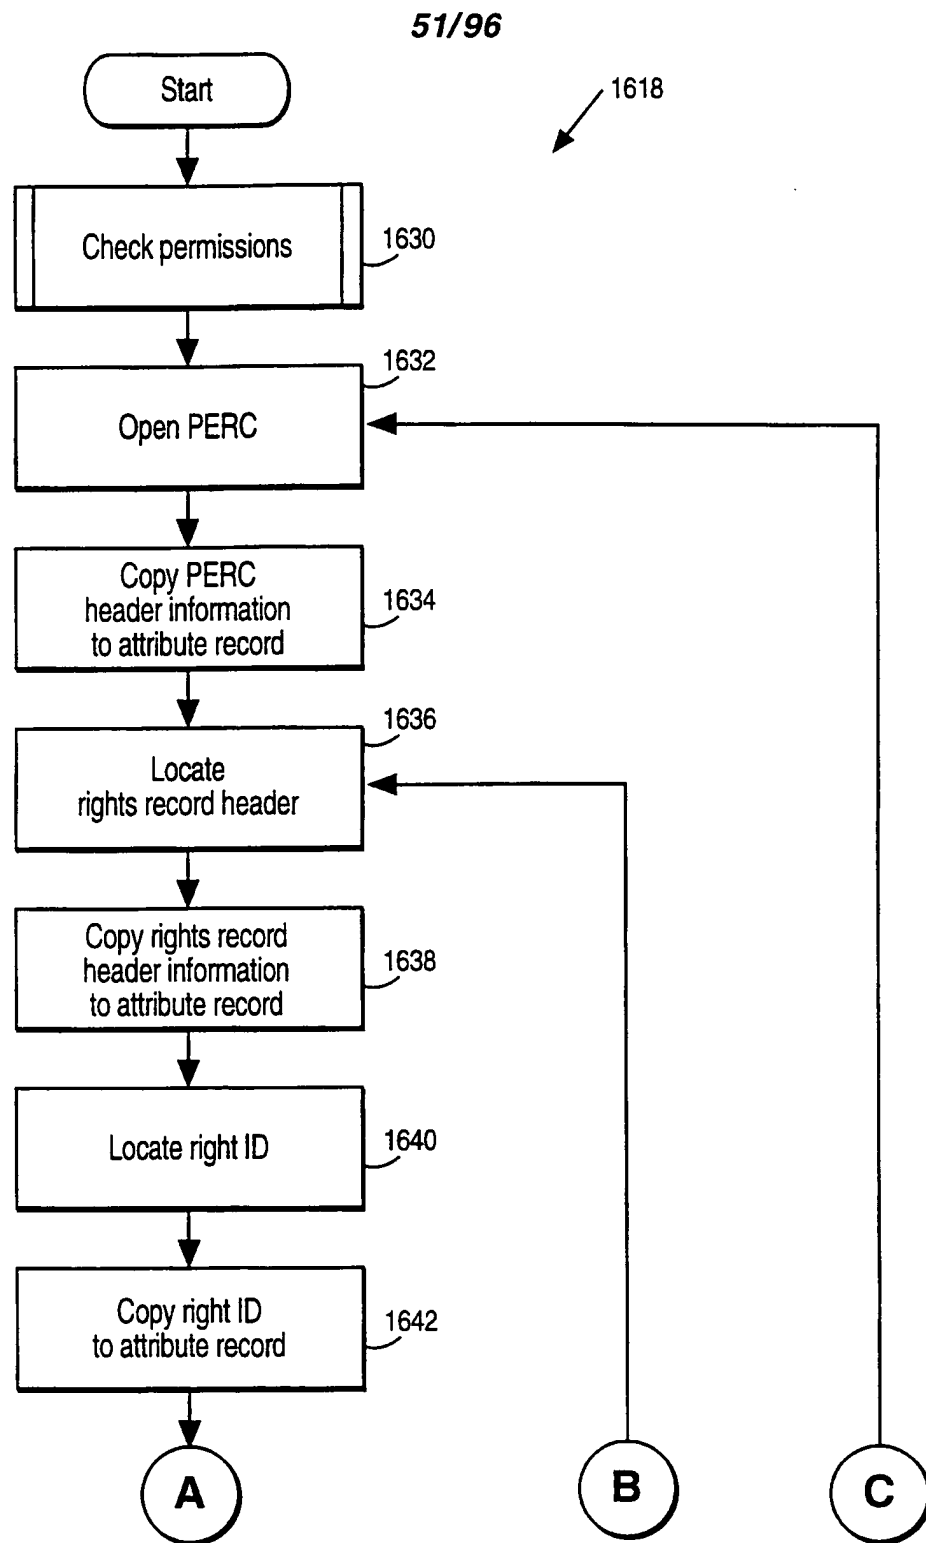 51/96
Start
1618
Check permissions
1630
1632
Open PERC
Copy PERC
header information
to attribute record
1634
1636
Locate
rights record header
Copy rights record
header information
to attribute record
1638
Locate right ID
1640
Copy right ID
to attribute record
1642
A
B
C